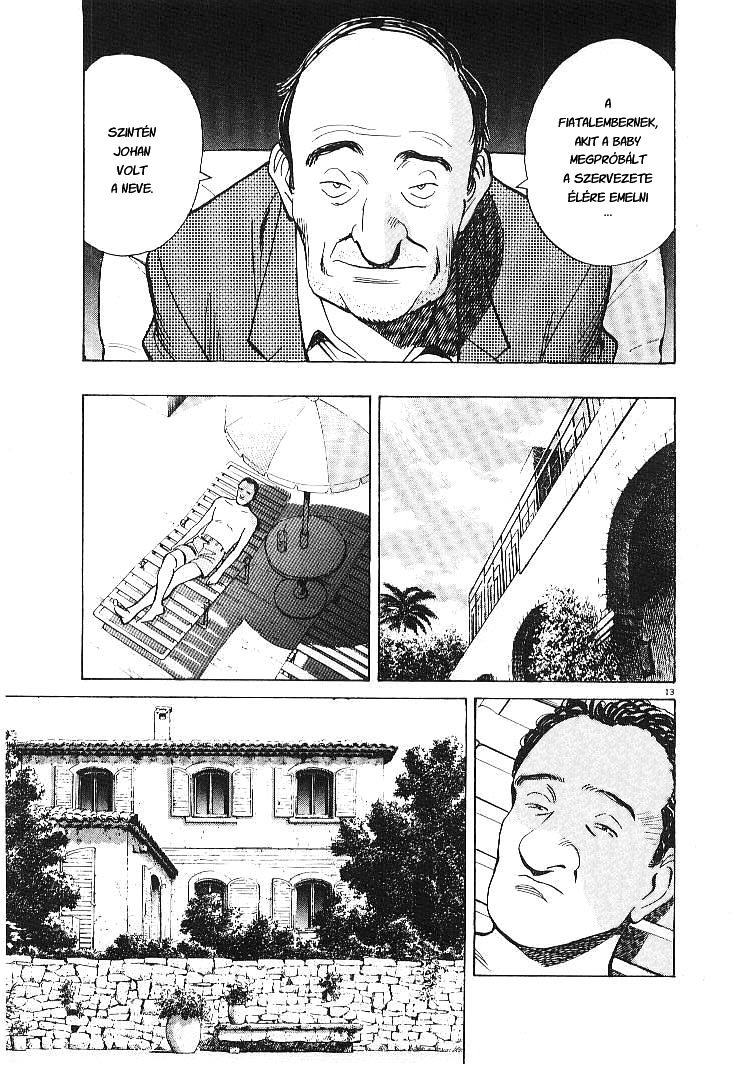 A
FIATALEMBERNEK,
AKIT A BABY
MEGPRÓBÁLT
A SZERVEZETE
ÉLÉRE EMELNI
...
SZINTÉN
JOHAN
VOLT
A NEVE.
13